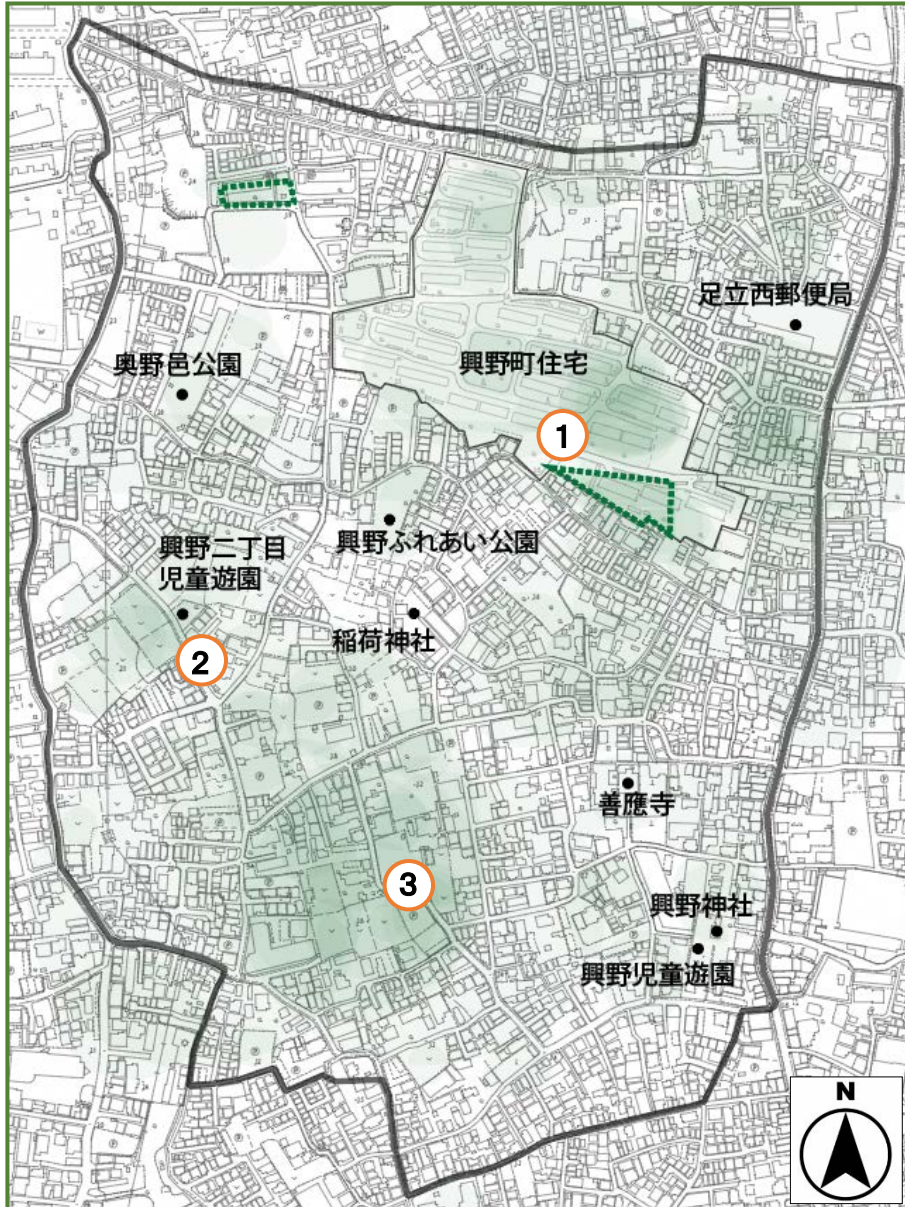 足立西郵便局
興野町住宅
奥野邑公園
1
興野ふれあい公園
興野二丁目
児童遊園
稲荷神社
2
善應寺
3
興野神社
興野児童遊園
N